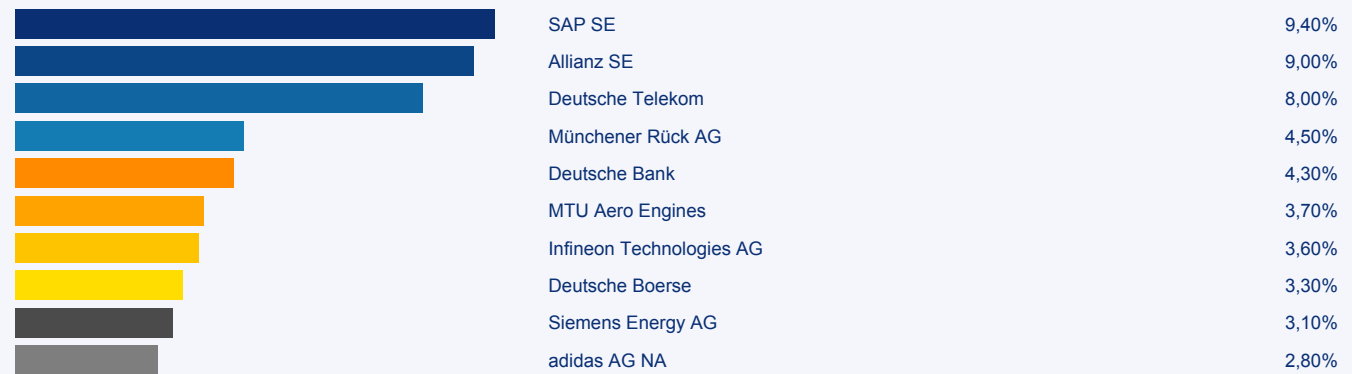 SAP SE 9,40%
Allianz SE 9,00%
Deutsche Telekom 8,00%
Münchener Rück AG 4,50%
Deutsche Bank 4,30%
MTU Aero Engines 3,70%
Infineon Technologies AG 3,60%
Deutsche Boerse 3,30%
Siemens Energy AG 3,10%
adidas AG NA 2,80%